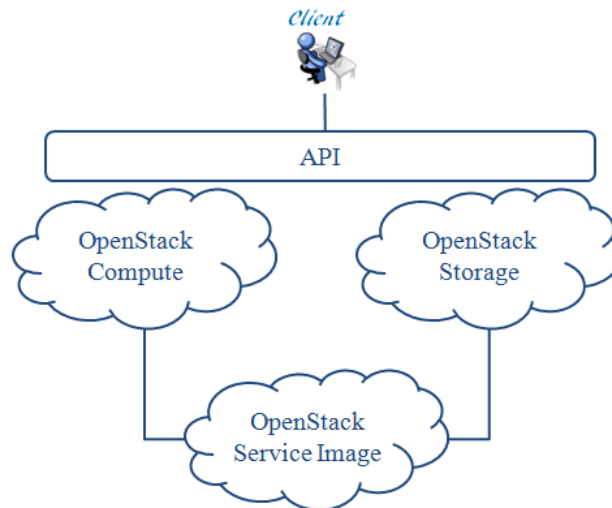 Client
API
OpenStack
Compute
OpenStack
Storage
OpenStack
Service Image